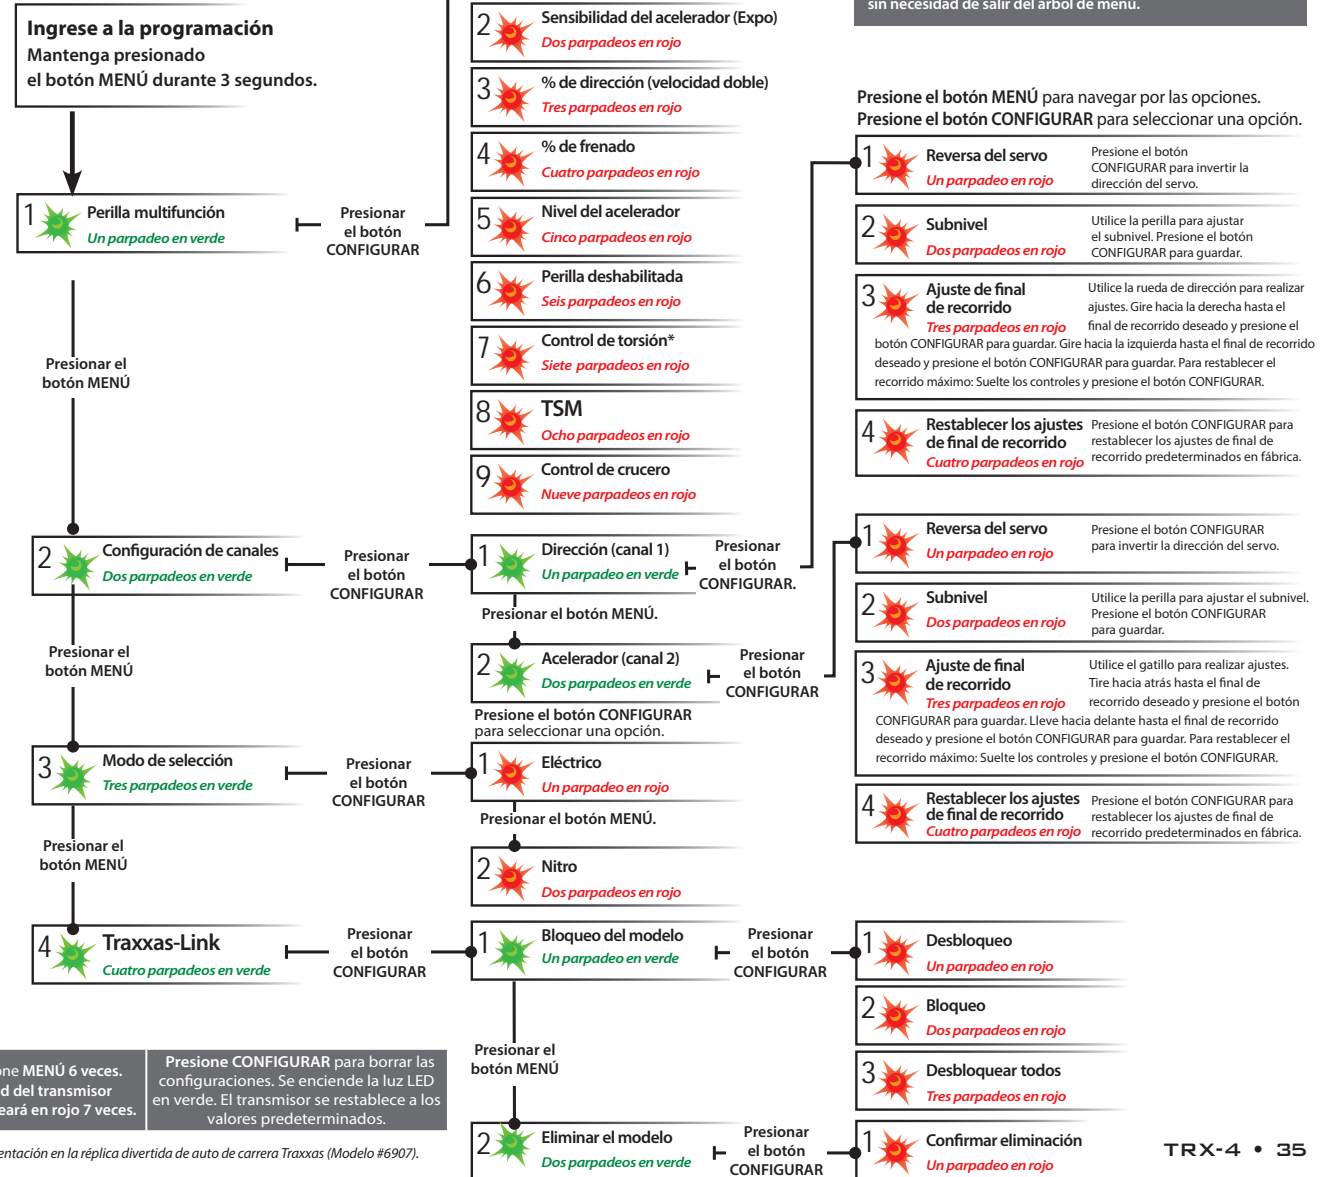 sin necesidad de salir del árbol de menú.
Ingrese a la programación
Mantenga presionado
el botón MENÚ durante 3 segundos.
1
Perilla multifunción
Un parpadeo en verde
Presionar
el botón
CONFIGURAR
2
Sensibilidad del acelerador (Expo)
Dos parpadeos en rojo
3
% de dirección (velocidad doble)
Tres parpadeos en rojo
4
% de frenado
Cuatro parpadeos en rojo
5
Nivel del acelerador
Cinco parpadeos en rojo
6
Perilla deshabilitada
Seis parpadeos en rojo
7
Control de torsión*
Siete parpadeos en rojo
8
TSM
Ocho parpadeos en rojo
9
Control de crucero
Nueve parpadeos en rojo
Presione el botón MENÚ para navegar por las opciones.
Presione el botón CONFIGURAR para seleccionar una opción.
1
Reversa del servo
Un parpadeo en rojo
Presione el botón
CONFIGURAR para invertir la
dirección del servo.
2
Subnivel
Dos parpadeos en rojo
Utilice la perilla para ajustar
el subnivel. Presione el botón
CONFIGURAR para guardar.
3
Ajuste de final
de recorrido
Tres parpadeos en rojo
Utilice la rueda de dirección para realizar
ajustes. Gire hacia la derecha hasta el
final de recorrido deseado y presione el
botón CONFIGURAR para guardar. Gire hacia la izquierda hasta el final de recorrido
deseado y presione el botón CONFIGURAR para guardar. Para restablecer el
recorrido máximo: Suelte los controles y presione el botón CONFIGURAR.
4
Restablecer los ajustes
de final de recorrido
Cuatro parpadeos en rojo
Presione el botón CONFIGURAR para
restablecer los ajustes de final de
recorrido predeterminados en fábrica.
Presionar el
botón MENÚ
2
Configuración de canales
Dos parpadeos en verde
Presionar
el botón
CONFIGURAR
1
Dirección (canal 1)
Un parpadeo en verde
Presionar
el botón
CONFIGURAR.
Presionar el botón MENÚ.
2
Acelerador (canal 2)
Dos parpadeos en verde
Presionar
el botón
CONFIGURAR
1
Reversa del servo
Un parpadeo en rojo
Presione el botón CONFIGURAR
para invertir la dirección del servo.
2
Subnivel
Dos parpadeos en rojo
Utilice la perilla para ajustar el subnivel.
Presione el botón CONFIGURAR
para guardar.
3
Ajuste de final
de recorrido
Tres parpadeos en rojo
Utilice el gatillo para realizar ajustes.
Tire hacia atrás hasta el final de
recorrido deseado y presione el botón
CONFIGURAR para guardar. Lleve hacia delante hasta el final de recorrido
deseado y presione el botón CONFIGURAR para guardar. Para restablecer el
recorrido máximo: Suelte los controles y presione el botón CONFIGURAR.
4
Restablecer los ajustes
de final de recorrido
Cuatro parpadeos en rojo
Presione el botón CONFIGURAR para
restablecer los ajustes de final de
recorrido predeterminados en fábrica.
Presionar el
botón MENÚ
Presione el botón CONFIGURAR
para seleccionar una opción.
3
Modo de selección
Tres parpadeos en verde
Presionar
el botón
CONFIGURAR
1
Eléctrico
Un parpadeo en rojo
Presionar el botón MENÚ.
2
Nitro
Dos parpadeos en rojo
Presionar el
botón MENÚ
4
Traxxas-Link
Cuatro parpadeos en verde
Presionar
el botón
CONFIGURAR
1
Bloqueo del modelo
Un parpadeo en verde
Presionar
el botón
CONFIGURAR
1
Desbloqueo
Un parpadeo en rojo
2
Bloqueo
Dos parpadeos en rojo
3
Desbloquear todos
Tres parpadeos en rojo
Presionar el
botón MENÚ
2
Eliminar el modelo
Dos parpadeos en verde
Presionar
el botón
CONFIGURAR
1
Confirmar eliminación
Un parpadeo en rojo
one MENÚ 6 veces.
d del transmisor
eará en rojo 7 veces.
Presione CONFIGURAR para borrar las
configuraciones. Se enciende la luz LED
en verde. El transmisor se restablece a los
valores predeterminados.
entación en la réplica divertida de auto de carrera Traxxas (Modelo #6907).
TRX-4 • 35